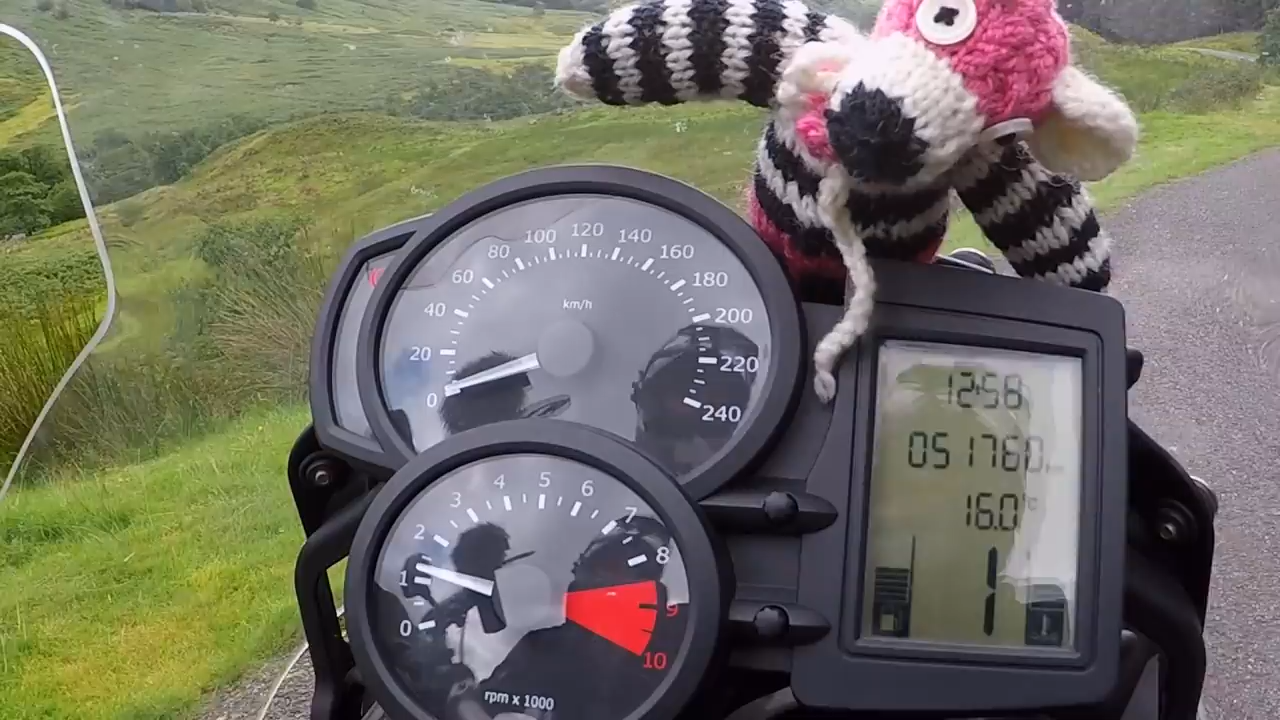 0 20 40 60 80 100 120 140 160 180 200 220 240
km/h
0 1 2 3 4 5 6 7 8 9 10
rpm x 1000
12:58
051760
16.0°C
1